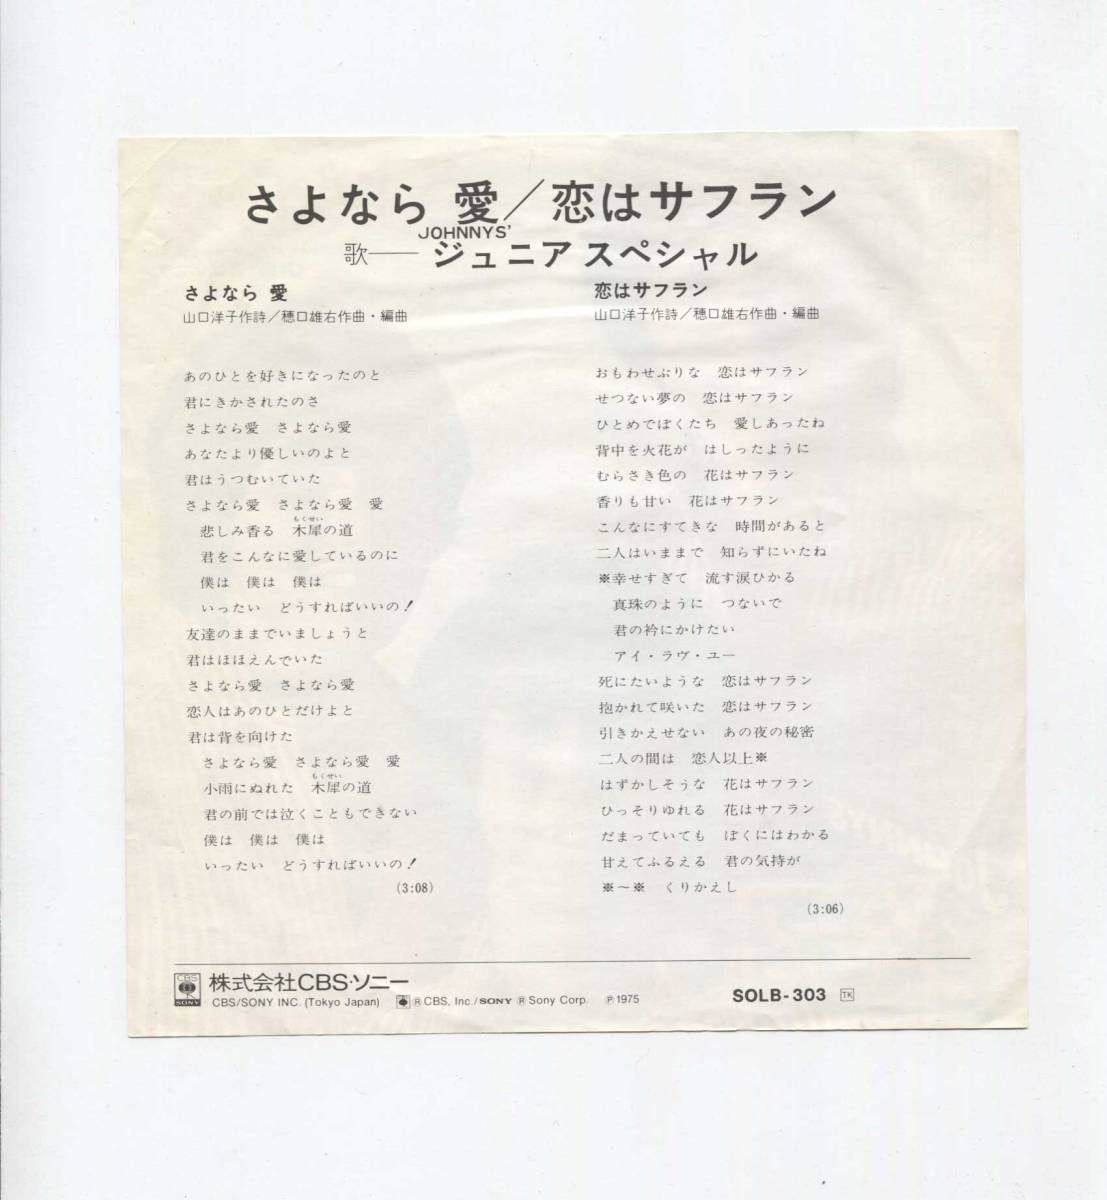 さよなら 愛／恋はサフラン
JOHNNYS'
歌──ジュニア スペシャル
さよなら 愛
山口洋子作詩／穂口雄右作曲・編曲
あのひとを好きになったのと
君にきかされたのさ
さよなら愛　さよなら愛
あなたより優しいのよと
君はうつむいていた
さよなら愛　さよなら愛　愛
もくせい
悲しみ香る　木犀の道
君をこんなに愛しているのに
僕は　僕は　僕は
いったい　どうすればいいの！
友達のままでいましょうと
君はほほえんでいた
さよなら愛　さよなら愛
恋人はあのひとだけよと
君は背を向けた
さよなら愛　さよなら愛　愛
もくせい
小雨にぬれた　木犀の道
君の前では泣くこともできない
僕は　僕は　僕は
いったい　どうすればいいの！
(3:08)
恋はサフラン
山口洋子作詩／穂口雄右作曲・編曲
おもわせぶりな　恋はサフラン
せつない夢の　恋はサフラン
ひとめでぼくたち　愛しあったね
背中を火花が　はしったように
むらさき色の　花はサフラン
香りも甘い　花はサフラン
こんなにすてきな　時間があると
二人はいままで　知らずにいたね
※幸せすぎて　流す涙ひかる
真珠のように　つないで
君の衿にかけたい
アイ・ラヴ・ユー
死にたいような　恋はサフラン
抱かれて咲いた　恋はサフラン
引きかえせない　あの夜の秘密
二人の間は　恋人以上※
はずかしそうな　花はサフラン
ひっそりゆれる　花はサフラン
だまっていても　ぼくにはわかる
甘えてふるえる　君の気持が
※〜※　くりかえし
(3:06)
CBS
SONY
株式会社CBS・ソニー
CBS/SONY INC. (Tokyo Japan)　Ⓡ CBS, Inc./SONY Ⓡ Sony Corp.　℗ 1975
SOLB-303 TK